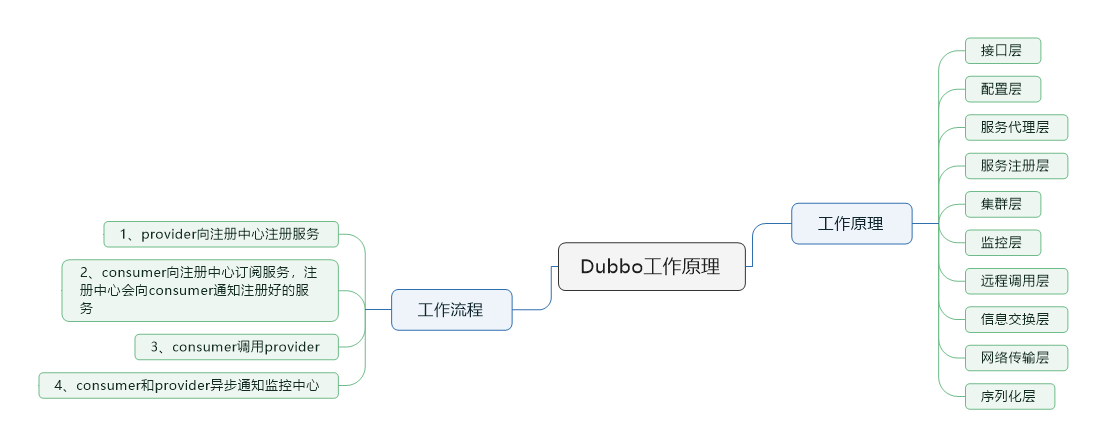 Dubbo工作原理
工作原理
接口层
配置层
服务代理层
服务注册层
集群层
监控层
远程调用层
信息交换层
网络传输层
序列化层
工作流程
1、provider向注册中心注册服务
2、consumer向注册中心订阅服务，注
册中心会向consumer通知注册好的服
务
3、consumer调用provider
4、consumer和provider异步通知监控中心